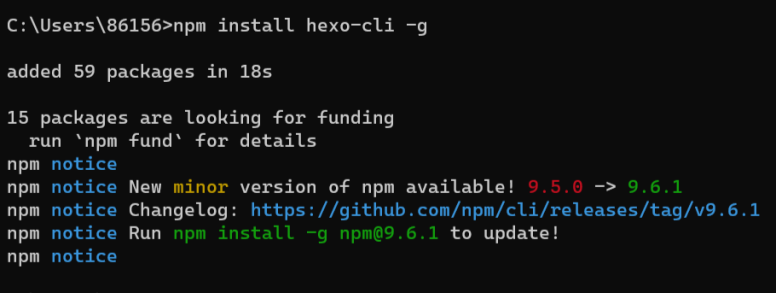 C:\Users\86156>npm install hexo-cli -g
added 59 packages in 18s
15 packages are looking for funding
  run `npm fund` for details
npm notice
npm notice New minor version of npm available! 9.5.0 -> 9.6.1
npm notice Changelog: https://github.com/npm/cli/releases/tag/v9.6.1
npm notice Run npm install -g npm@9.6.1 to update!
npm notice